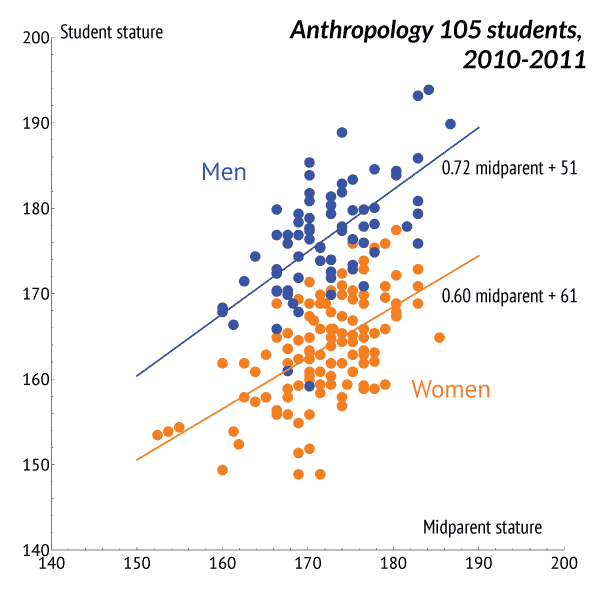 Anthropology 105 students,
2010-2011
Student stature
200
190
180
170
160
150
140
Men
0.72 midparent + 51
0.60 midparent + 61
Women
Midparent stature
140 150 160 170 180 190 200